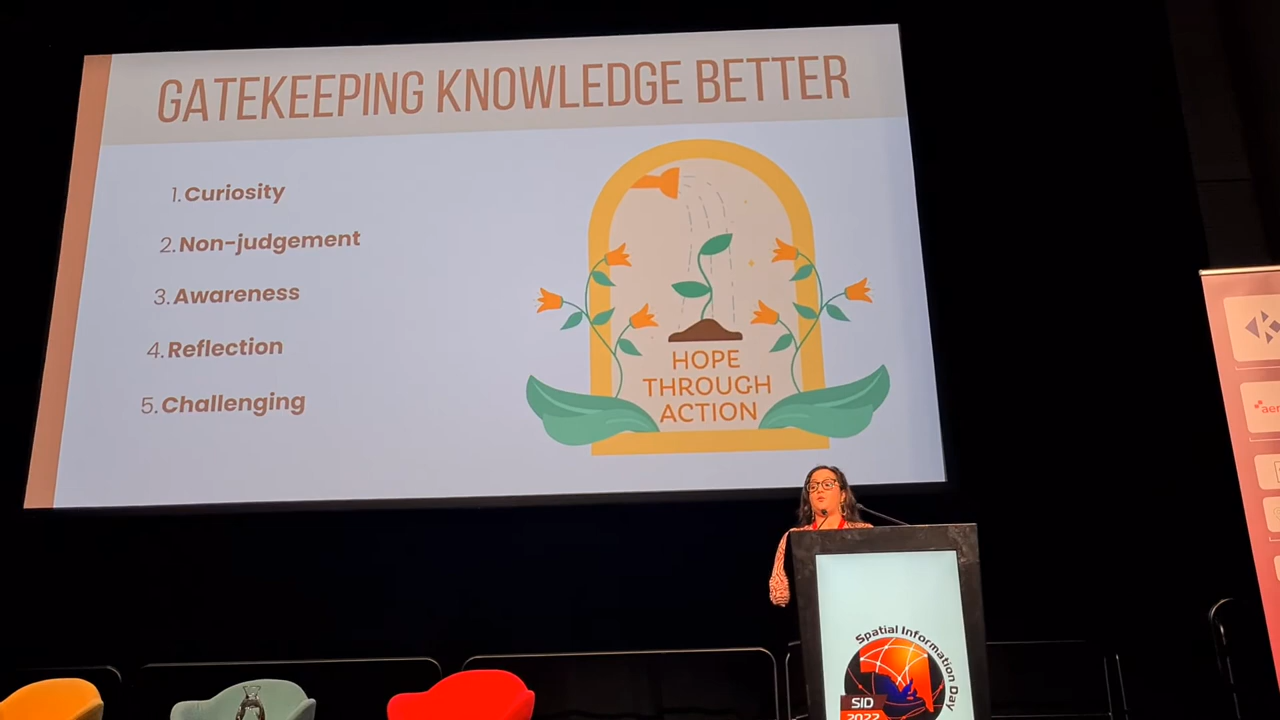 GATEKEEPING KNOWLEDGE BETTER
1. Curiosity
2. Non-judgement
3. Awareness
4. Reflection
5. Challenging
HOPE
THROUGH
ACTION
Spatial Information Day
SID
2022